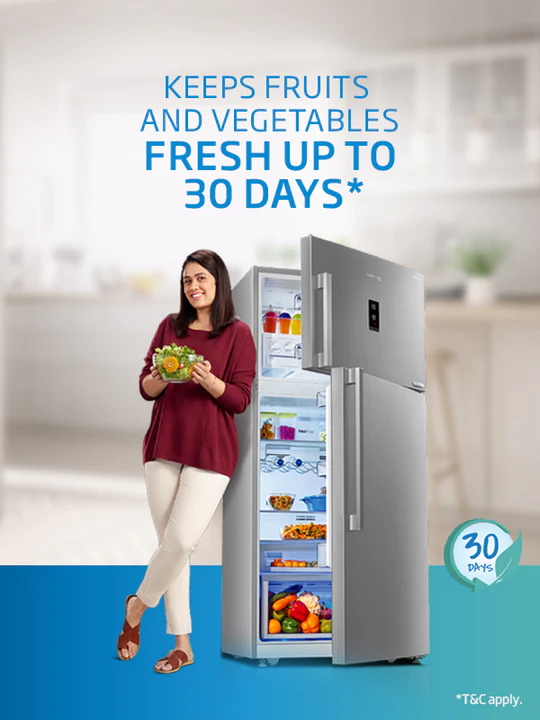 KEEPS FRUITS
AND VEGETABLES
FRESH UP TO
30 DAYS*
30
DAYS
*T&C apply.